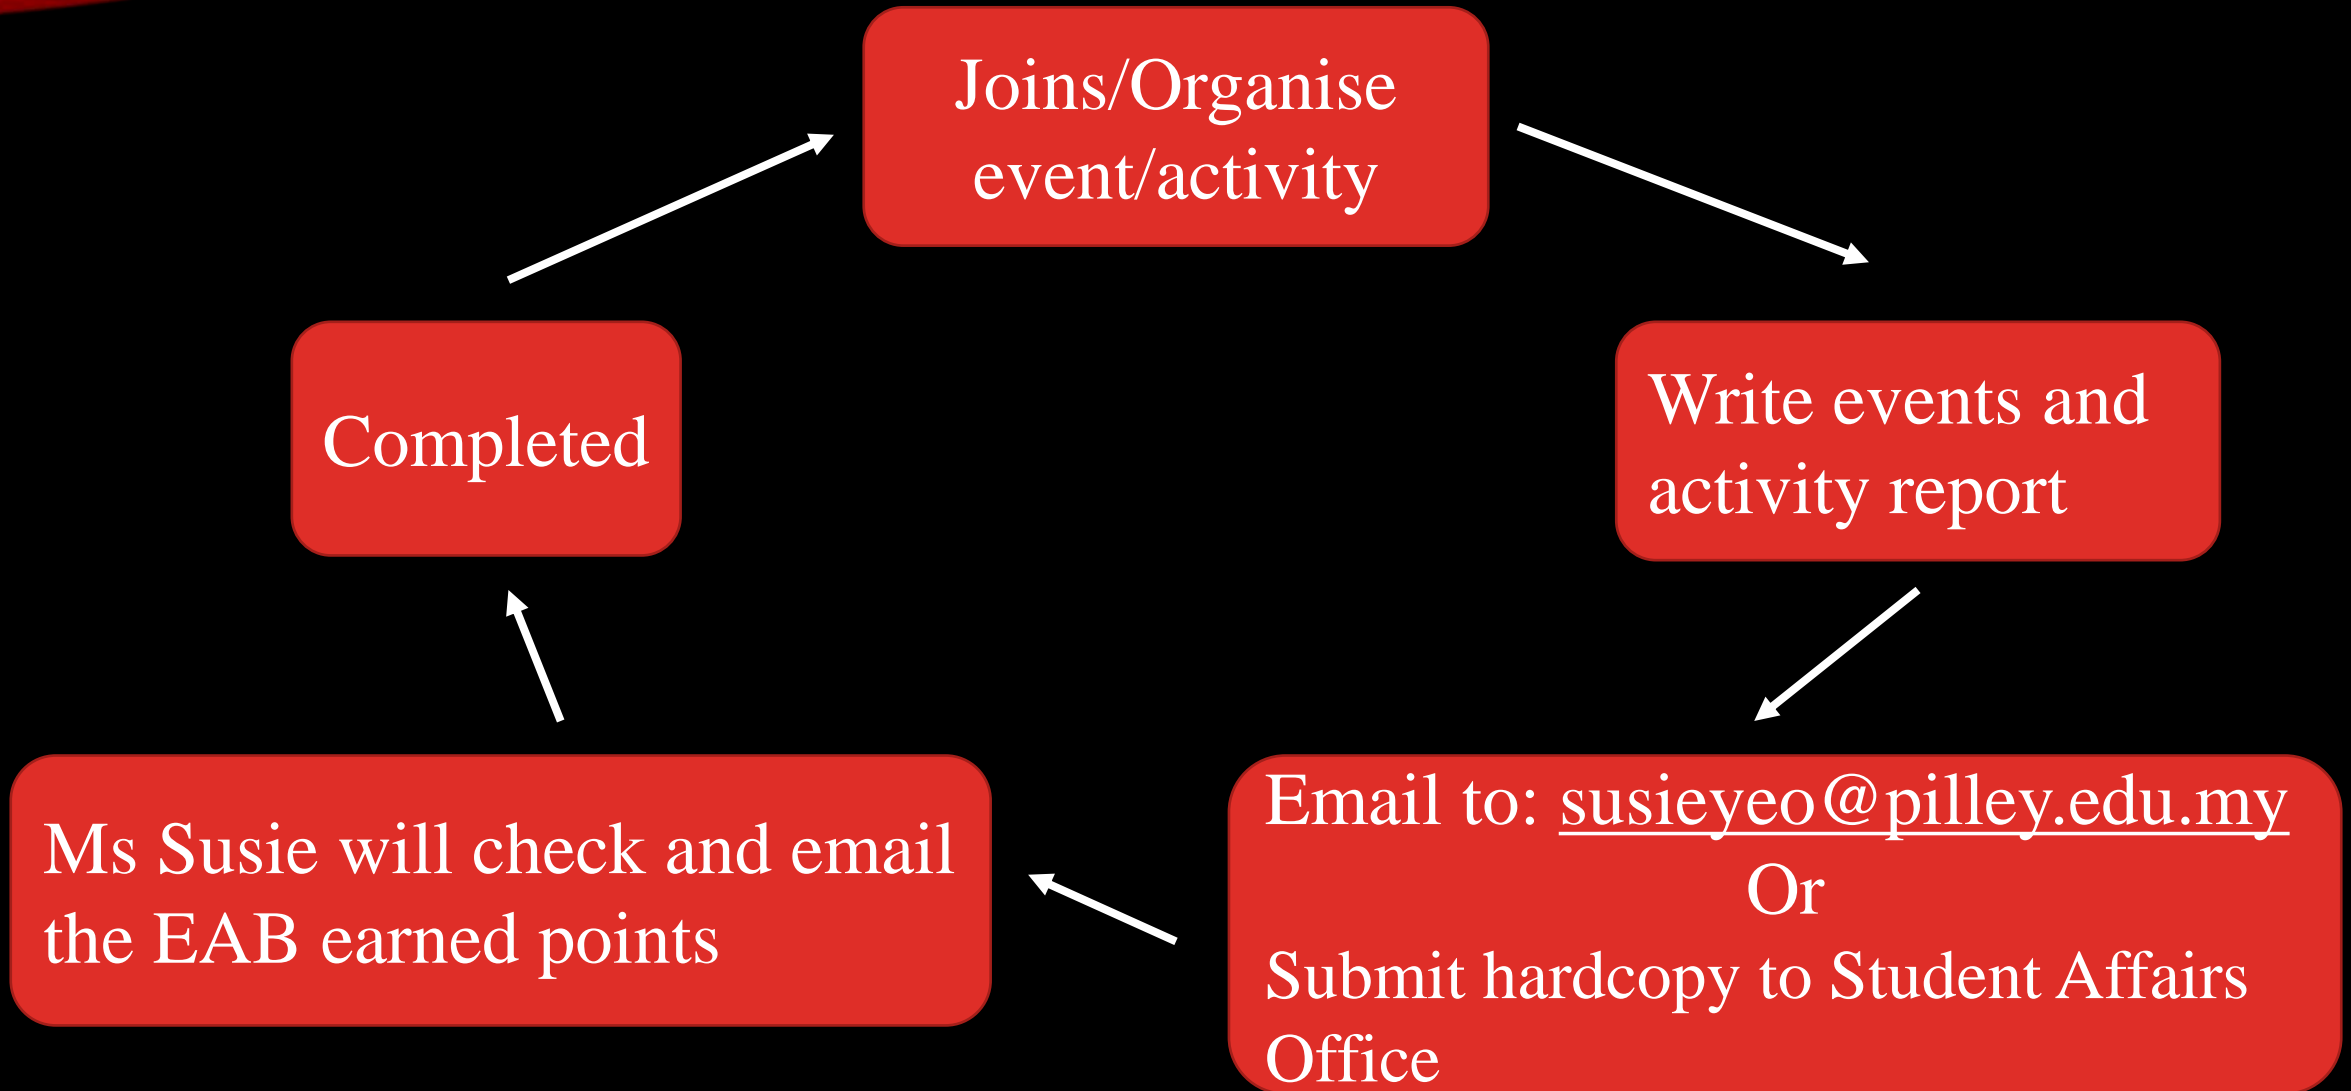 Joins/Organise
event/activity
Write events and
activity report
Email to: susieyeo@pilley.edu.my
Or
Submit hardcopy to Student Affairs
Office
Ms Susie will check and email
the EAB earned points
Completed